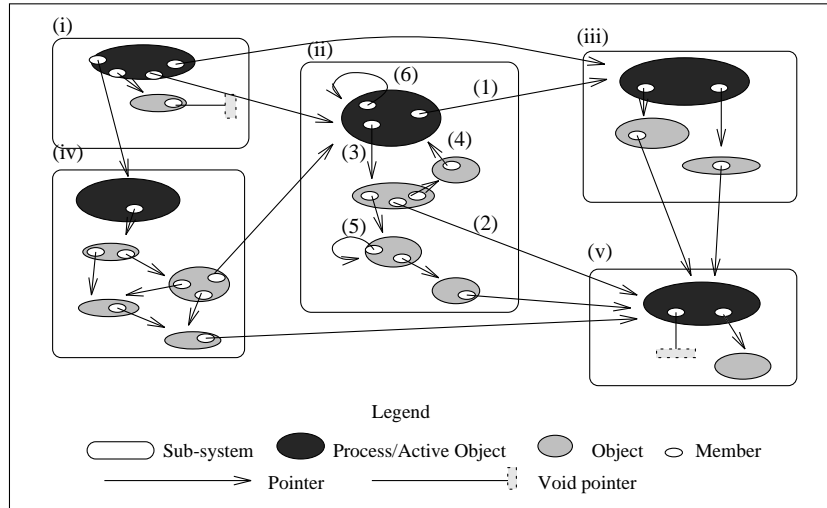 (i)
(ii)
(iii)
(6)
(1)
(3)
(4)
(iv)
(5)
(2)
(v)
Legend
Sub-system
Process/Active Object
Object
Member
Pointer
Void pointer